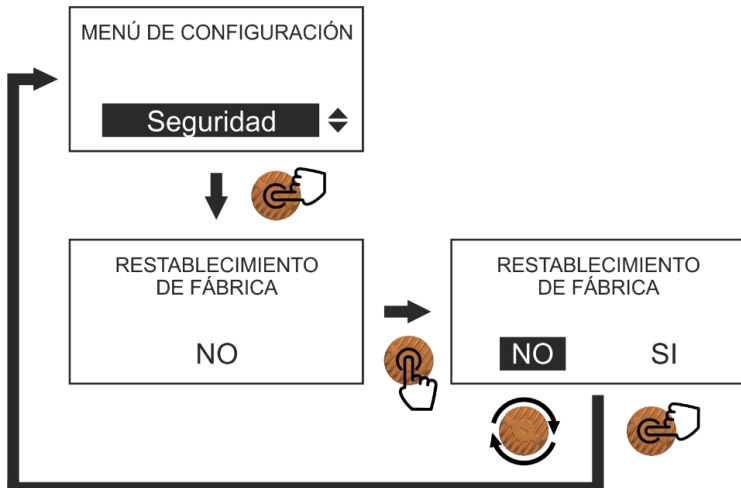 MENÚ DE CONFIGURACIÓN
Seguridad
RESTABLECIMIENTO
DE FÁBRICA
NO
RESTABLECIMIENTO
DE FÁBRICA
NO SI